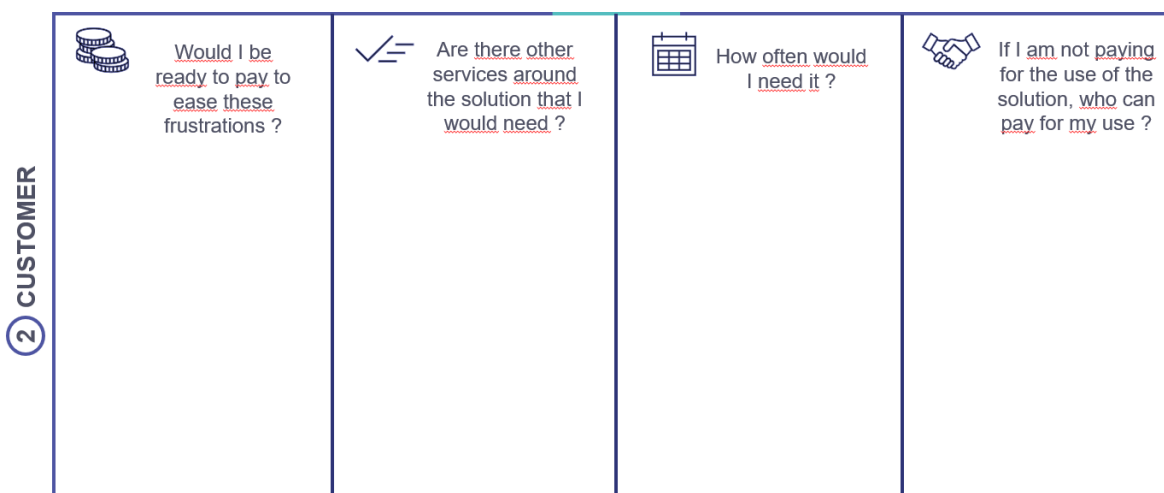 2 CUSTOMER
Would I be
ready to pay to
ease these
frustrations ?
Are there other
services around
the solution that I
would need ?
How often would
I need it ?
If I am not paying
for the use of the
solution, who can
pay for my use ?